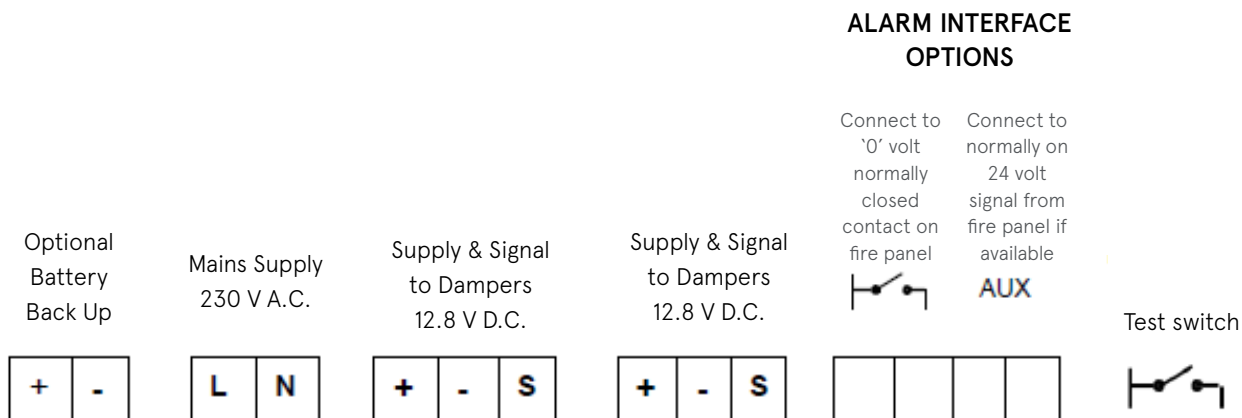 ALARM INTERFACE
OPTIONS
Connect to
‘0’ volt
normally
closed
contact on
fire panel
Connect to
normally on
24 volt
signal from
fire panel if
available
AUX
Optional
Battery
Back Up
Mains Supply
230 V A.C.
Supply & Signal
to Dampers
12.8 V D.C.
Supply & Signal
to Dampers
12.8 V D.C.
Test switch
+ -
L N
+ - S
+ - S